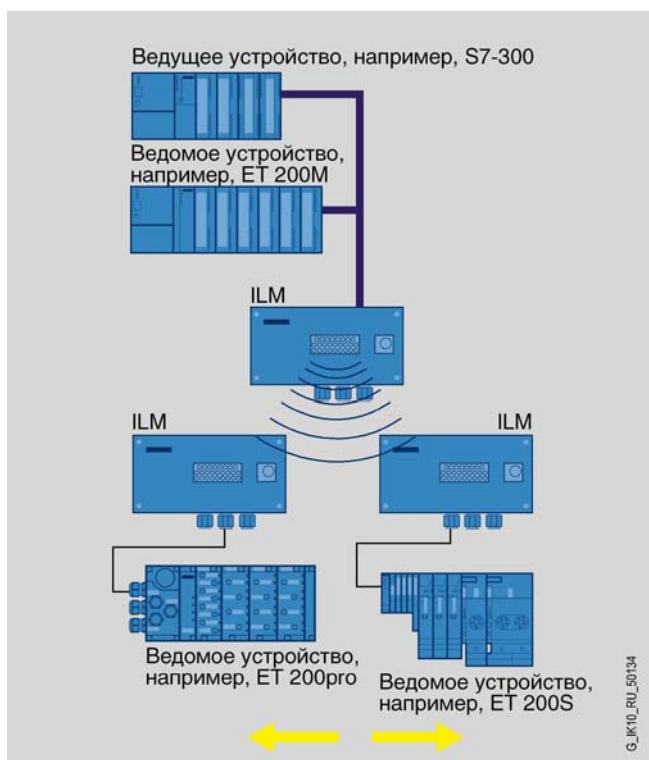 Ведущее устройство, например, S7-300
Ведомое устройство,
например, ET 200M
ILM
ILM
ILM
Ведомое устройство,
например, ET 200pro
Ведомое устройство,
например, ET 200S
G_IK10_RU_50134